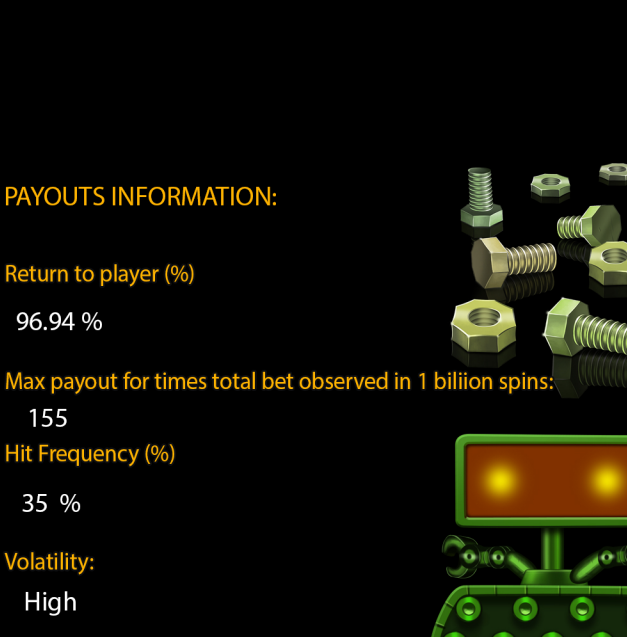 PAYOUTS INFORMATION:
Return to player (%)
96.94 %
Max payout for times total bet observed in 1 biliion spins:
155
Hit Frequency (%)
35 %
Volatility:
High